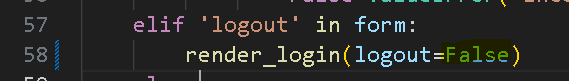 57 elif 'logout' in form:
58 render_login(logout=False)